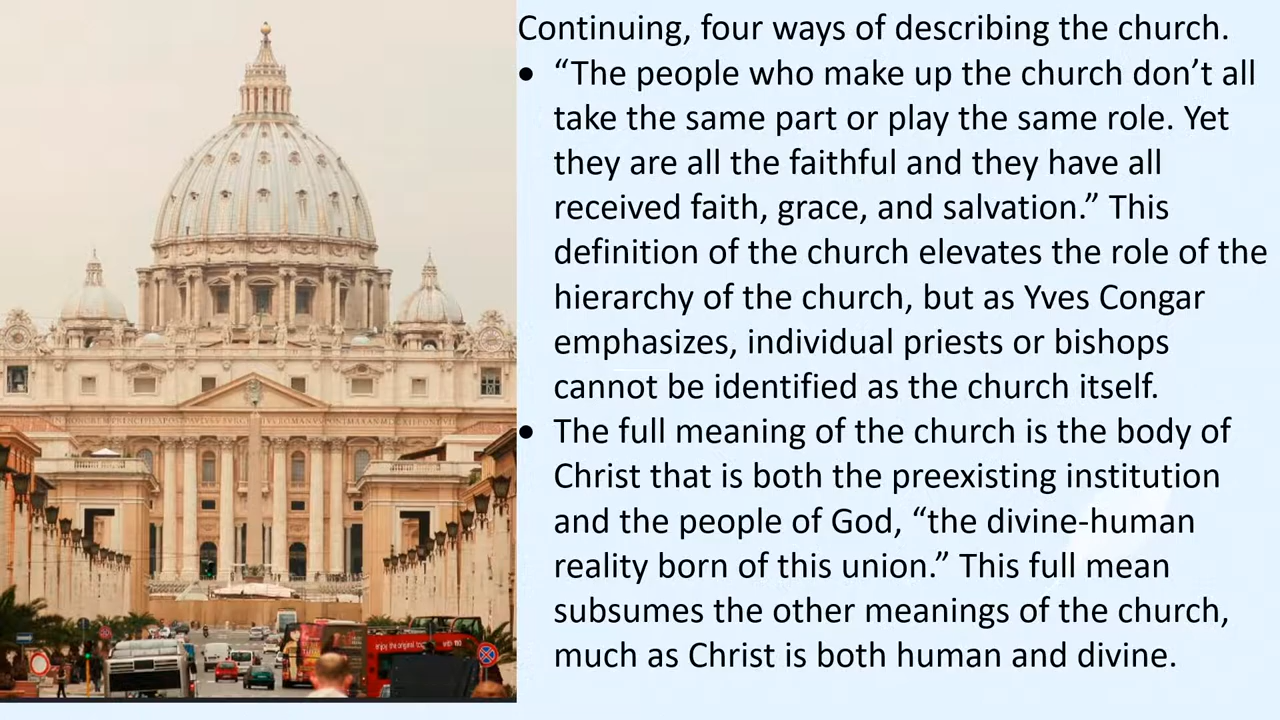 Continuing, four ways of describing the church.
• “The people who make up the church don’t all
take the same part or play the same role. Yet
they are all the faithful and they have all
received faith, grace, and salvation.” This
definition of the church elevates the role of the
hierarchy of the church, but as Yves Congar
emphasizes, individual priests or bishops
cannot be identified as the church itself.
• The full meaning of the church is the body of
Christ that is both the preexisting institution
and the people of God, “the divine-human
reality born of this union.” This full mean
subsumes the other meanings of the church,
much as Christ is both human and divine.
enjoy the original